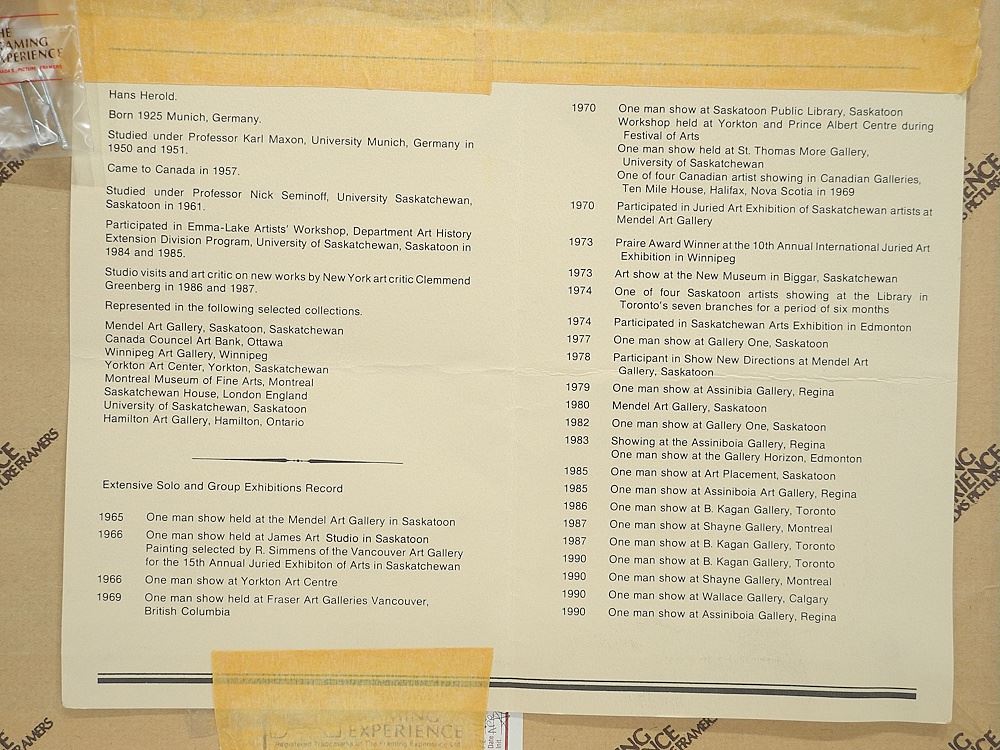 THE
FRAMING
EXPERIENCE
Hans Herold.
Born 1925 Munich, Germany.
Studied under Professor Karl Maxon, University Munich, Germany in
1950 and 1951.
Came to Canada in 1957.
Studied under Professor Nick Seminoff, University Saskatchewan,
Saskatoon in 1961.
Participated in Emma-Lake Artists' Workshop, Department Art History
Extension Division Program, University of Saskatchewan, Saskatoon in
1984 and 1985.
Studio visits and art critic on new works by New York art critic Clemmend
Greenberg in 1986 and 1987.
Represented in the following selected collections.
Mendel Art Gallery, Saskatoon, Saskatchewan
Canada Councel Art Bank, Ottawa
Winnipeg Art Gallery, Winnipeg
Yorkton Art Center, Yorkton, Saskatchewan
Montreal Museum of Fine Arts, Montreal
Saskatchewan House, London England
University of Saskatchewan, Saskatoon
Hamilton Art Gallery, Hamilton, Ontario
Extensive Solo and Group Exhibitions Record
1965 One man show held at the Mendel Art Gallery in Saskatoon
1966 One man show held at James Art Studio in Saskatoon
Painting selected by R. Simmens of the Vancouver Art Gallery
for the 15th Annual Juried Exhibiton of Arts in Saskatchewan
1966 One man show at Yorkton Art Centre
1969 One man show held at Fraser Art Galleries Vancouver,
British Columbia
1970 One man show at Saskatoon Public Library, Saskatoon
Workshop held at Yorkton and Prince Albert Centre during
Festival of Arts
One man show held at St. Thomas More Gallery,
University of Saskatchewan
One of four Canadian artist showing in Canadian Galleries,
Ten Mile House, Halifax, Nova Scotia in 1969
1970 Participated in Juried Art Exhibition of Saskatchewan artists at
Mendel Art Gallery
1973 Praire Award Winner at the 10th Annual International Juried Art
Exhibition in Winnipeg
1973 Art show at the New Museum in Biggar, Saskatchewan
1974 One of four Saskatoon artists showing at the Library in
Toronto's seven branches for a period of six months
1974 Participated in Saskatchewan Arts Exhibition in Edmonton
1977 One man show at Gallery One, Saskatoon
1978 Participant in Show New Directions at Mendel Art
Gallery, Saskatoon
1979 One man show at Assinibia Gallery, Regina
1980 Mendel Art Gallery, Saskatoon
1982 One man show at Gallery One, Saskatoon
1983 Showing at the Assiniboia Gallery, Regina
One man show at the Gallery Horizon, Edmonton
1985 One man show at Art Placement, Saskatoon
1985 One man show at Assiniboia Art Gallery, Regina
1986 One man show at B. Kagan Gallery, Toronto
1987 One man show at Shayne Gallery, Montreal
1987 One man show at B. Kagan Gallery, Toronto
1990 One man show at B. Kagan Gallery, Toronto
1990 One man show at Shayne Gallery, Montreal
1990 One man show at Wallace Gallery, Calgary
1990 One man show at Assiniboia Gallery, Regina
FRAMING
EXPERIENCE
Registered Trademarks of The Framing Experience Ltd.